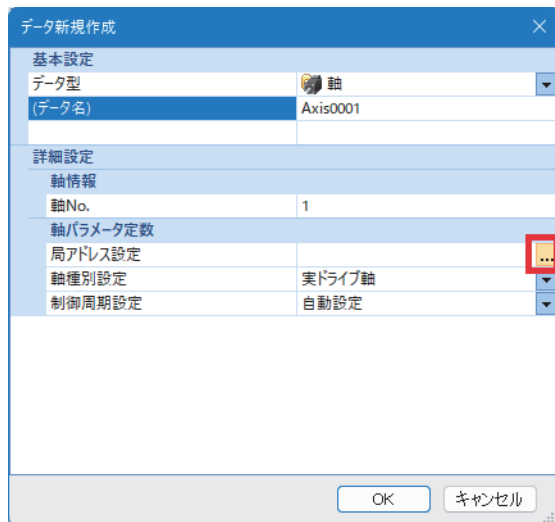 データ新規作成
基本設定
データ型 軸
(データ名) Axis0001
詳細設定
軸情報
軸No. 1
軸パラメータ定数
局アドレス設定 ...
軸種別設定 実ドライブ軸
制御周期設定 自動設定
OK キャンセル